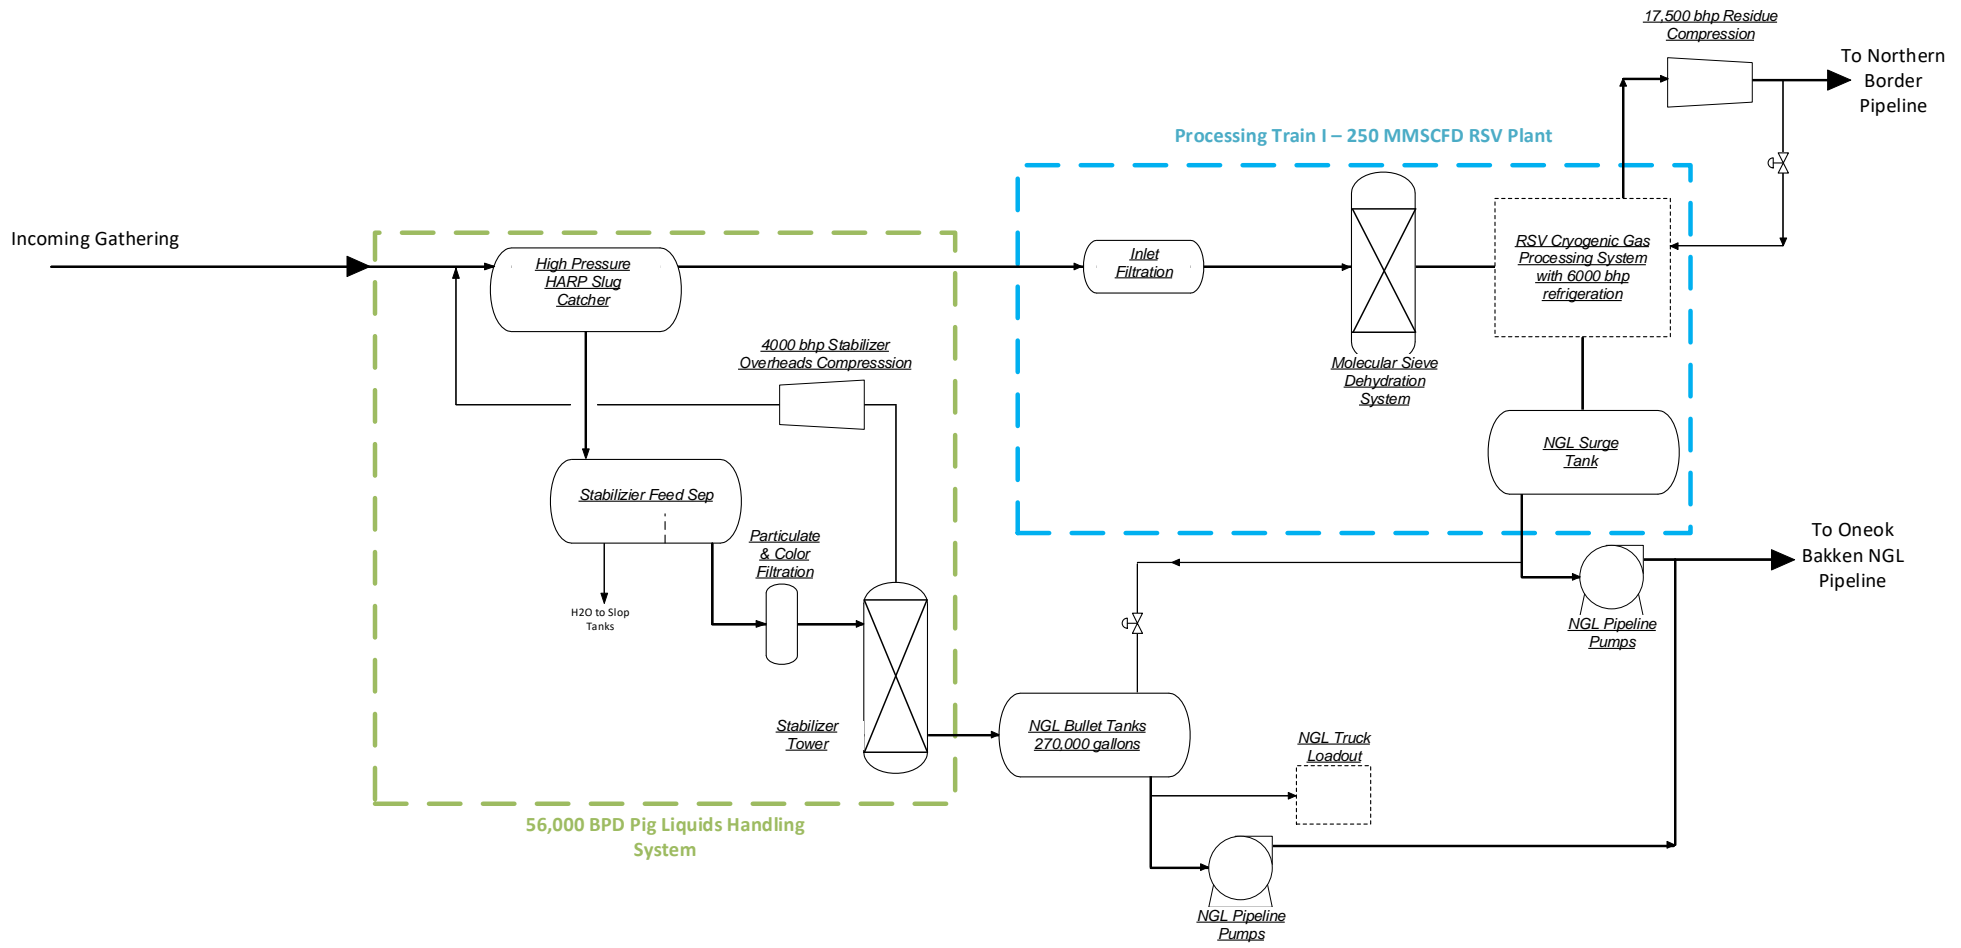 17,500 bhp Residue
Compression
To Northern
Border
Pipeline
Processing Train I – 250 MMSCFD RSV Plant
Incoming Gathering
High Pressure
HARP Slug
Catcher
Inlet
Filtration
RSV Cryogenic Gas
Processing System
with 6000 bhp
refrigeration
4000 bhp Stabilizer
Overheads Compresssion
Molecular Sieve
Dehydration
System
NGL Surge
Tank
Stabilizier Feed Sep
Particulate
& Color
Filtration
To Oneok
Bakken NGL
Pipeline
H2O to Slop
Tanks
NGL Pipeline
Pumps
Stabilizer
Tower
NGL Bullet Tanks
270,000 gallons
NGL Truck
Loadout
56,000 BPD Pig Liquids Handling
System
NGL Pipeline
Pumps